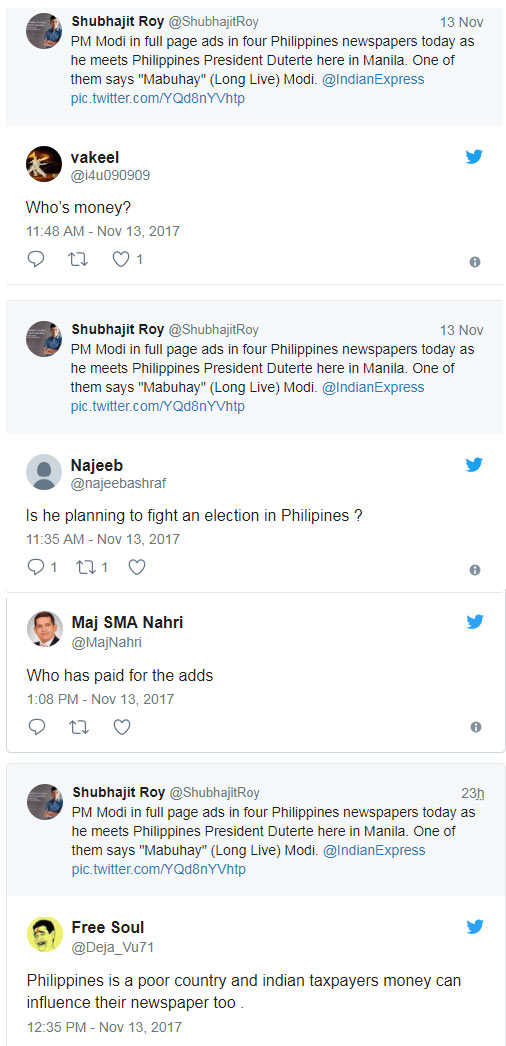 Shubhajit Roy @ShubhajitRoy 13 Nov
PM Modi in full page ads in four Philippines newspapers today as
he meets Philippines President Duterte here in Manila. One of
them says "Mabuhay" (Long Live) Modi. @IndianExpress
pic.twitter.com/YQd8nYVhtp
vakeel
@i4u090909
Who's money?
11:48 AM - Nov 13, 2017
1
Shubhajit Roy @ShubhajitRoy 13 Nov
PM Modi in full page ads in four Philippines newspapers today as
he meets Philippines President Duterte here in Manila. One of
them says "Mabuhay" (Long Live) Modi. @IndianExpress
pic.twitter.com/YQd8nYVhtp
Najeeb
@najeebashraf
Is he planning to fight an election in Philipines ?
11:35 AM - Nov 13, 2017
1 1
Maj SMA Nahri
@MajNahri
Who has paid for the adds
1:08 PM - Nov 13, 2017
Shubhajit Roy @ShubhajitRoy 23h
PM Modi in full page ads in four Philippines newspapers today as
he meets Philippines President Duterte here in Manila. One of
them says "Mabuhay" (Long Live) Modi. @IndianExpress
pic.twitter.com/YQd8nYVhtp
Free Soul
@Deja_Vu71
Philippines is a poor country and indian taxpayers money can
influence their newspaper too .
12:35 PM - Nov 13, 2017